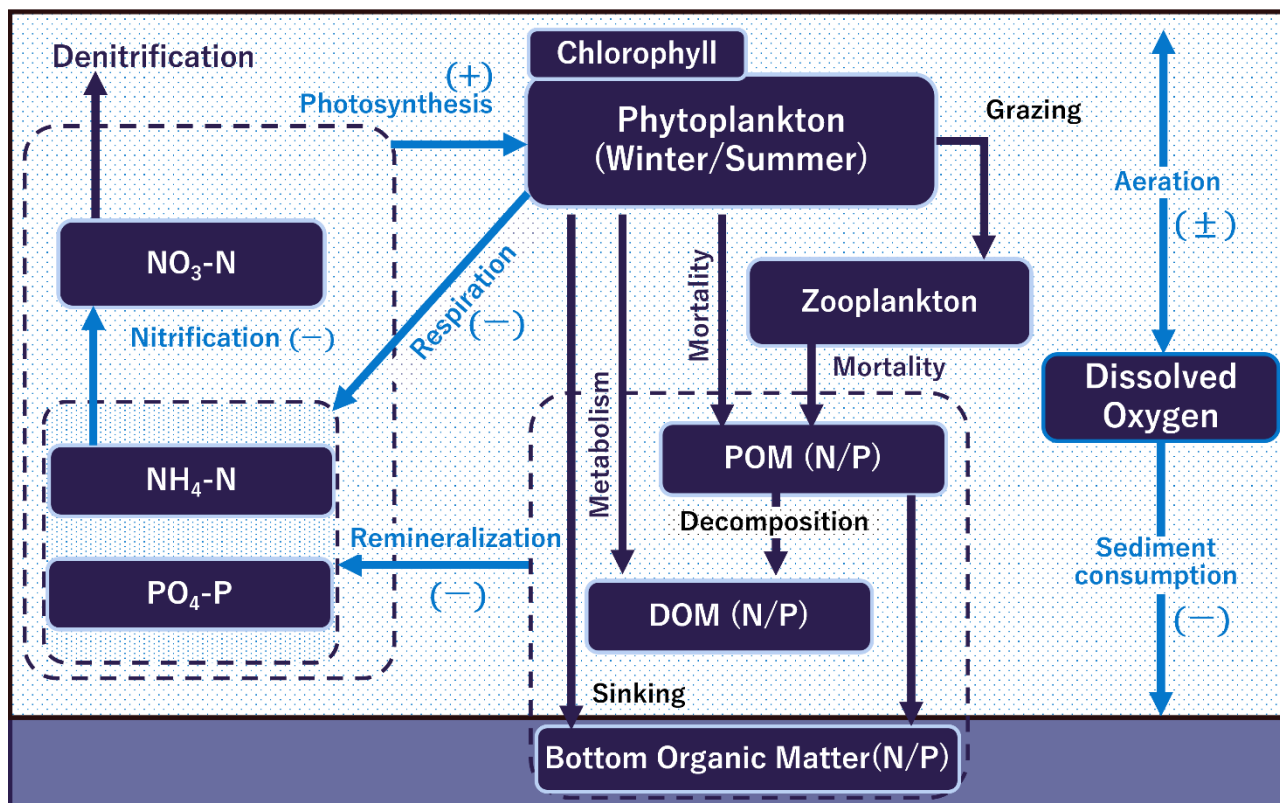 Chlorophyll
Denitrification
(+)
Photosynthesis
Phytoplankton
(Winter/Summer)
Grazing
Aeration
(±)
NO₃-N
Respiration
(−)
Mortality
Zooplankton
Nitrification (−)
Mortality
Dissolved
Oxygen
Metabolism
POM (N/P)
NH₄-N
Decomposition
Remineralization
(−)
Sediment
consumption
(−)
PO₄-P
DOM (N/P)
Sinking
Bottom Organic Matter(N/P)